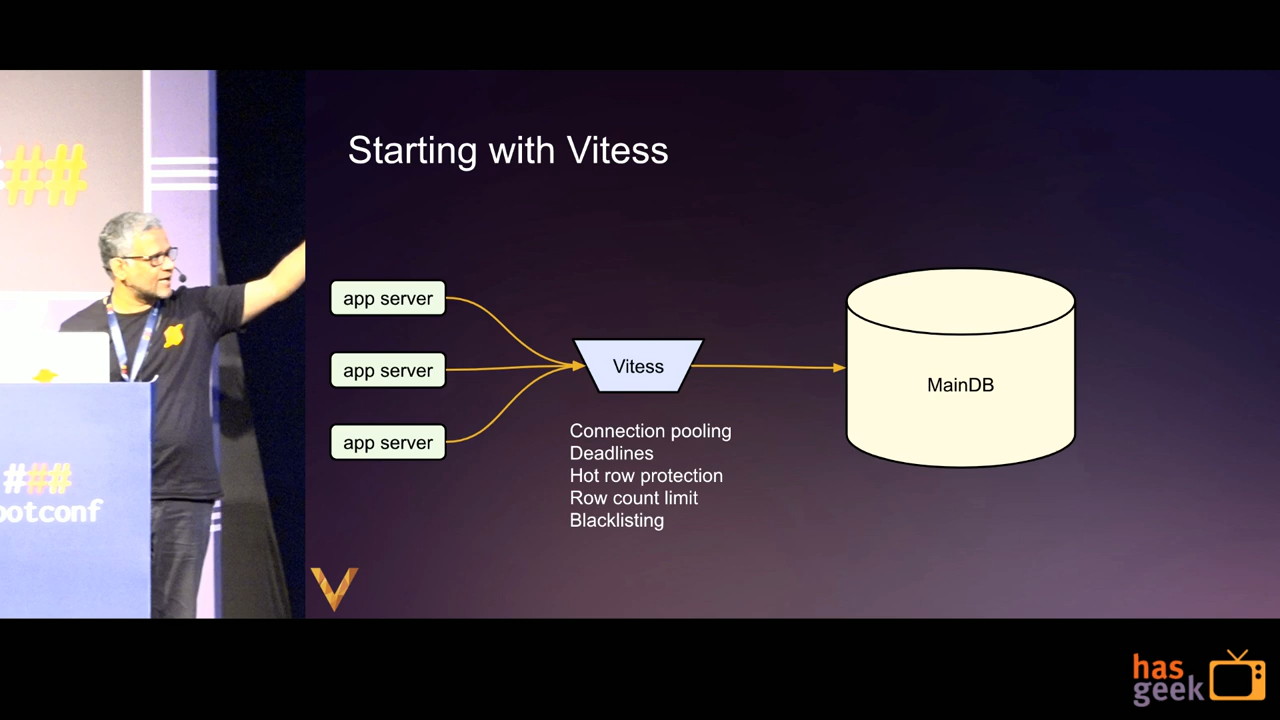 Starting with Vitess
app server
app server
app server
Vitess
MainDB
Connection pooling
Deadlines
Hot row protection
Row count limit
Blacklisting
##
###
ootconf
has
geek